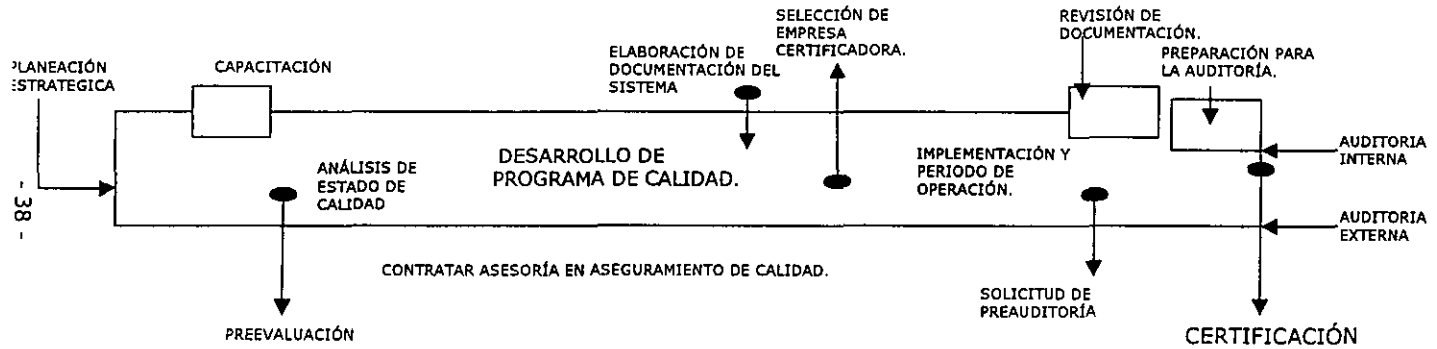 SELECCIÓN DE
EMPRESA
CERTIFICADORA.
REVISIÓN DE
DOCUMENTACIÓN.
ELABORACIÓN DE
DOCUMENTACIÓN DEL
SISTEMA
PREPARACIÓN PARA
LA AUDITORÍA.
PLANEACIÓN
ESTRATEGICA
CAPACITACIÓN
ANÁLISIS DE
ESTADO DE
CALIDAD
DESARROLLO DE
PROGRAMA DE CALIDAD.
IMPLEMENTACIÓN Y
PERIODO DE
OPERACIÓN.
AUDITORIA
INTERNA
AUDITORIA
EXTERNA
- 38 -
CONTRATAR ASESORÍA EN ASEGURAMIENTO DE CALIDAD.
SOLICITUD DE
PREAUDITORÍA
PREEVALUACIÓN
CERTIFICACIÓN